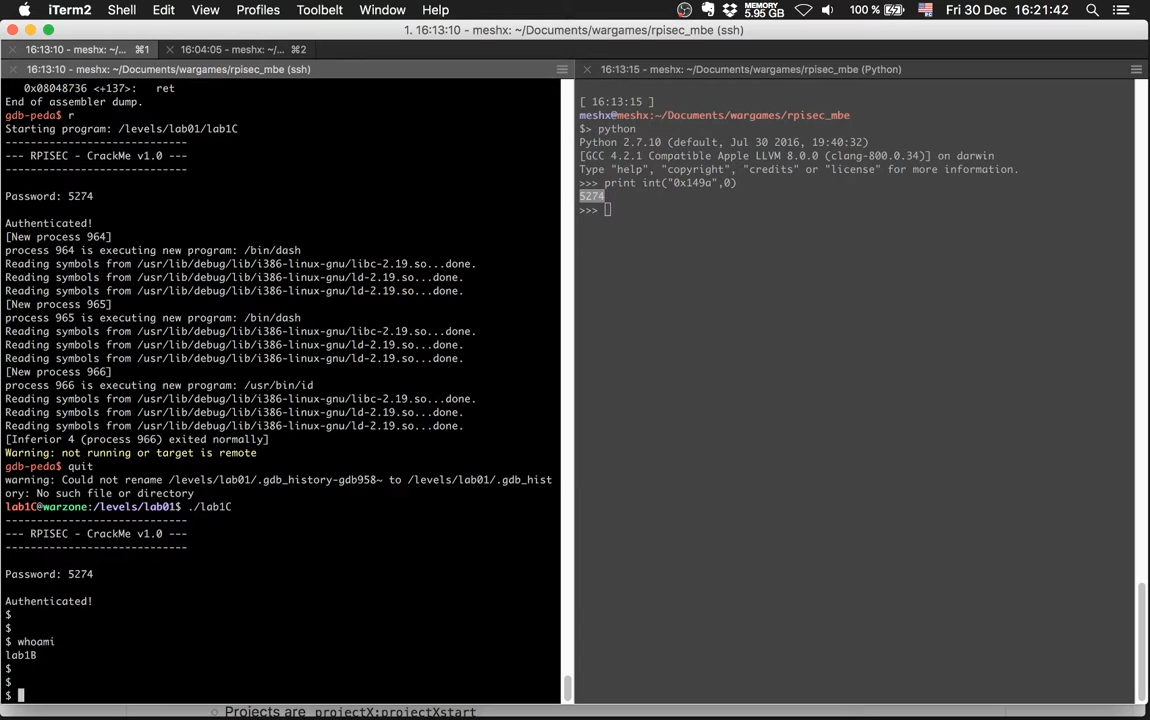 iTerm2 Shell Edit View Profiles Toolbelt Window Help MEMORY 5.95 GB 100 % Fri 30 Dec 16:21:42
1. 16:13:10 - meshx: ~/Documents/wargames/rpisec_mbe (ssh)
16:13:10 - meshx: ~/... ⌘1 16:04:05 - meshx: ~/... ⌘2
16:13:10 - meshx: ~/Documents/wargames/rpisec_mbe (ssh)
0x08048736 <+137>: ret
End of assembler dump.
gdb-peda$ r
Starting program: /levels/lab01/lab1C
-------------------------------
--- RPISEC - CrackMe v1.0 ---
-------------------------------
Password: 5274
Authenticated!
[New process 964]
process 964 is executing new program: /bin/dash
Reading symbols from /usr/lib/debug/lib/i386-linux-gnu/libc-2.19.so...done.
Reading symbols from /usr/lib/debug/lib/i386-linux-gnu/ld-2.19.so...done.
Reading symbols from /usr/lib/debug/lib/i386-linux-gnu/ld-2.19.so...done.
[New process 965]
process 965 is executing new program: /bin/dash
Reading symbols from /usr/lib/debug/lib/i386-linux-gnu/libc-2.19.so...done.
Reading symbols from /usr/lib/debug/lib/i386-linux-gnu/ld-2.19.so...done.
Reading symbols from /usr/lib/debug/lib/i386-linux-gnu/ld-2.19.so...done.
[New process 966]
process 966 is executing new program: /usr/bin/id
Reading symbols from /usr/lib/debug/lib/i386-linux-gnu/libc-2.19.so...done.
Reading symbols from /usr/lib/debug/lib/i386-linux-gnu/ld-2.19.so...done.
Reading symbols from /usr/lib/debug/lib/i386-linux-gnu/ld-2.19.so...done.
[Inferior 4 (process 966) exited normally]
Warning: not running or target is remote
gdb-peda$ quit
warning: Could not rename /levels/lab01/.gdb_history-gdb958~ to /levels/lab01/.gdb_hist
ory: No such file or directory
lab1C@warzone:/levels/lab01$ ./lab1C
-------------------------------
--- RPISEC - CrackMe v1.0 ---
-------------------------------
Password: 5274
Authenticated!
$
$
$ whoami
lab1B
$
$
$
16:13:15 - meshx: ~/Documents/wargames/rpisec_mbe (Python)
[ 16:13:15 ]
meshx@meshx:~/Documents/wargames/rpisec_mbe
$> python
Python 2.7.10 (default, Jul 30 2016, 19:40:32)
[GCC 4.2.1 Compatible Apple LLVM 8.0.0 (clang-800.0.34)] on darwin
Type "help", "copyright", "credits" or "license" for more information.
>>> print int("0x149a",0)
5274
>>>
Projects are projectX:projectXstart